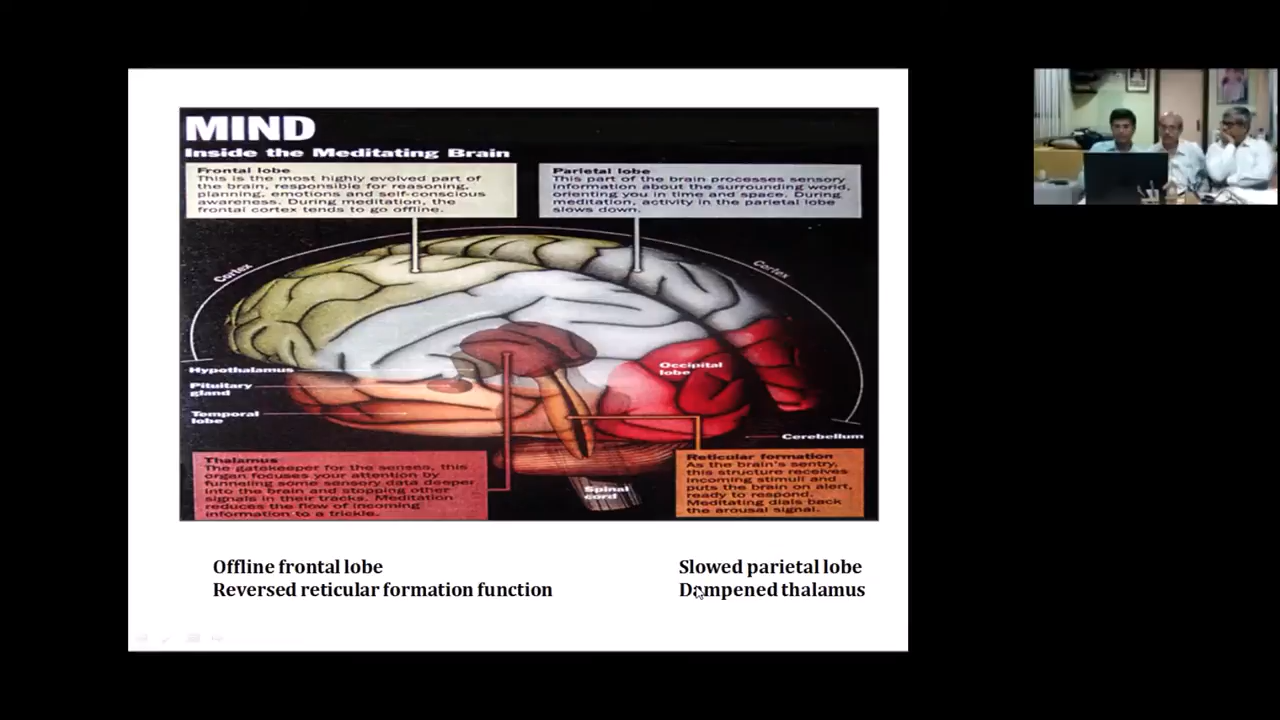 MIND
Inside the Meditating Brain
Frontal lobe
This is the most highly evolved part of
the brain, responsible for reasoning,
planning, emotions and self-conscious
awareness. During meditation, the
frontal cortex tends to go offline.
Parietal lobe
This part of the brain processes sensory
information about the surrounding world,
orienting you in time and space. During
meditation, activity in the parietal lobe
slows down.
Cortex
Cortex
Hypothalamus
Pituitary
gland
Temporal
lobe
Occipital
lobe
Cerebellum
Thalamus
The gatekeeper for the senses, this
organ focuses your attention by
funneling some sensory data deeper
into the brain and stopping other
signals in their tracks. Meditation
reduces the flow of incoming
information to a trickle.
Spinal
cord
Reticular formation
As the brain's sentry,
this structure receives
incoming stimuli and
puts the brain on alert,
ready to respond.
Meditating dials back
the arousal signal.
Offline frontal lobe
Slowed parietal lobe
Reversed reticular formation function
Dampened thalamus